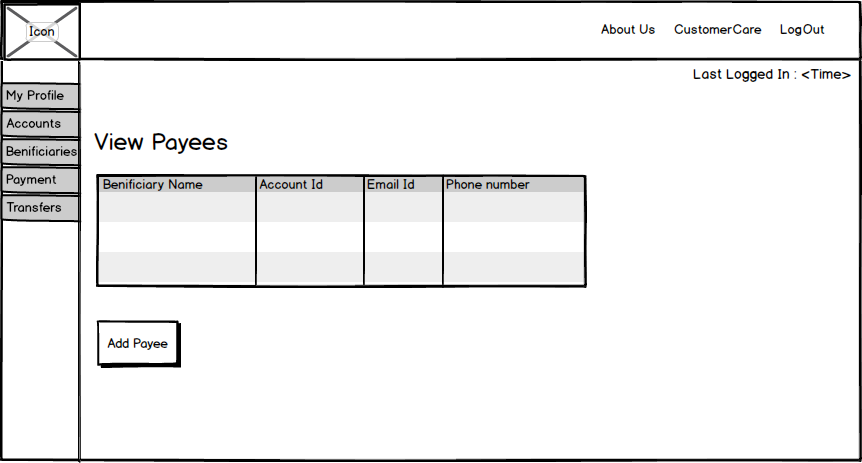 Icon
About Us CustomerCare LogOut
Last Logged In : <Time>
My Profile
Accounts
Benificiaries
Payment
Transfers
View Payees
Benificiary Name Account Id Email Id Phone number
Add Payee